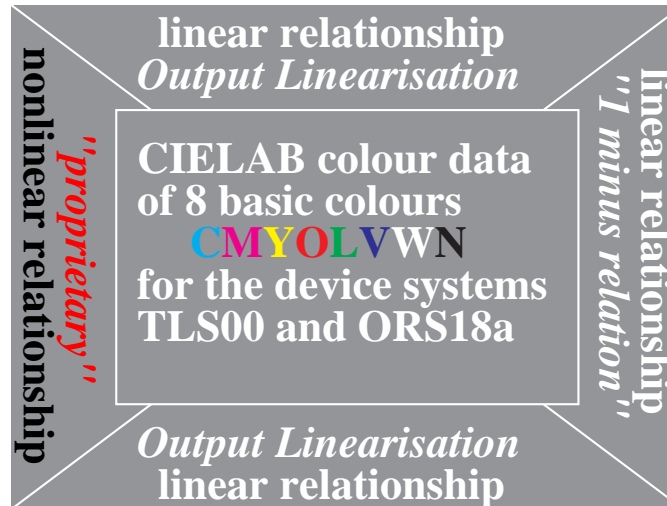 linear relationship
Output Linearisation
nonlinear relationship
"proprietary"
CIELAB colour data
of 8 basic colours
CMYOLVWN
for the device systems
TLS00 and ORS18a
linear relationship
"1 minus relation"
Output Linearisation
linear relationship